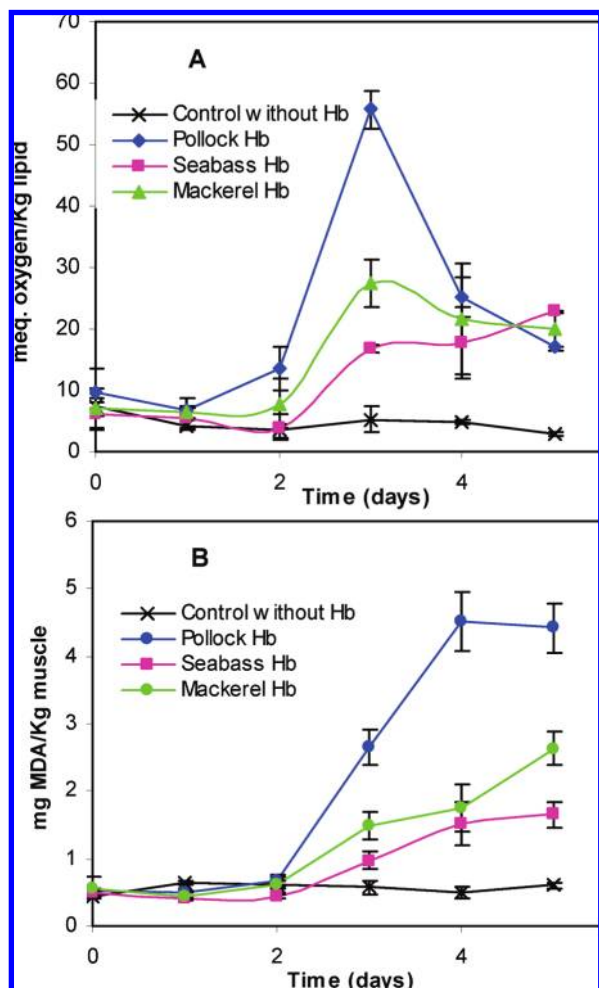 70
A
60
50
40
30
20
10
0
meq. oxygen/Kg lipid
Control without Hb
Pollock Hb
Seabass Hb
Mackerel Hb
0 2 4
Time (days)
6
B
5
4
3
2
1
0
mg MDA/Kg muscle
Control without Hb
Pollock Hb
Seabass Hb
Mackerel Hb
0 2 4
Time (days)